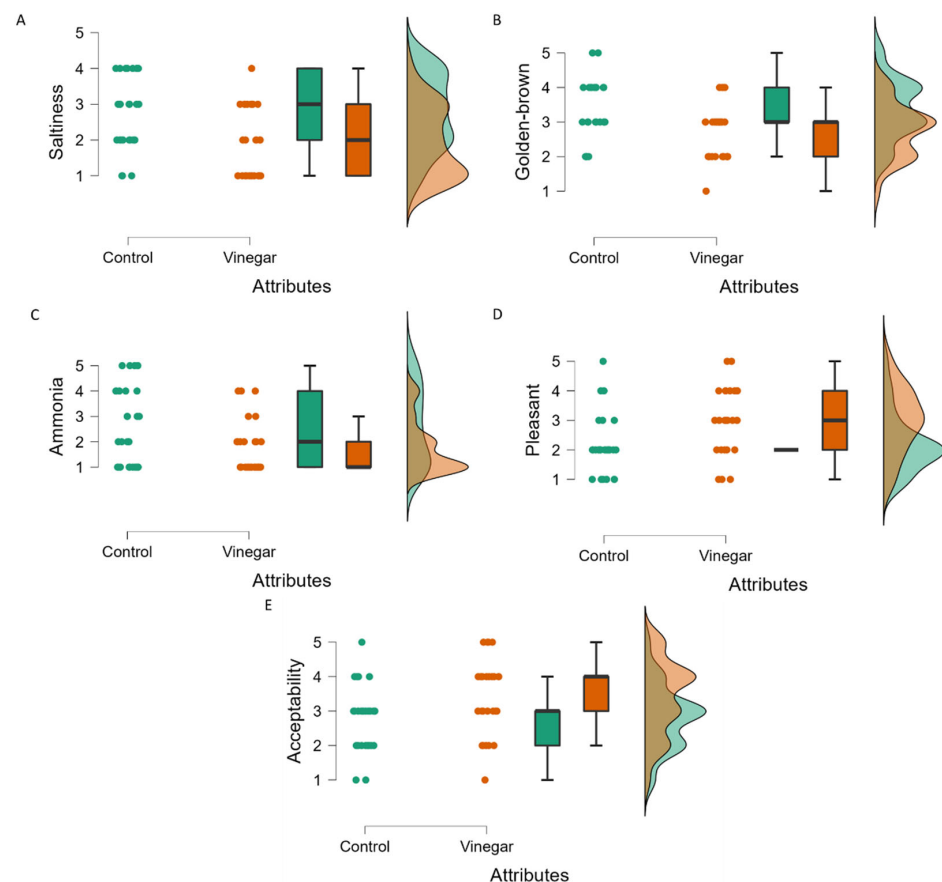 A
Saltiness
5
4
3
2
1
Control Vinegar
Attributes
B
Golden-brown
5
4
3
2
1
Control Vinegar
Attributes
C
Ammonia
5
4
3
2
1
Control Vinegar
Attributes
D
Pleasant
5
4
3
2
1
Control Vinegar
Attributes
E
Acceptability
5
4
3
2
1
Control Vinegar
Attributes